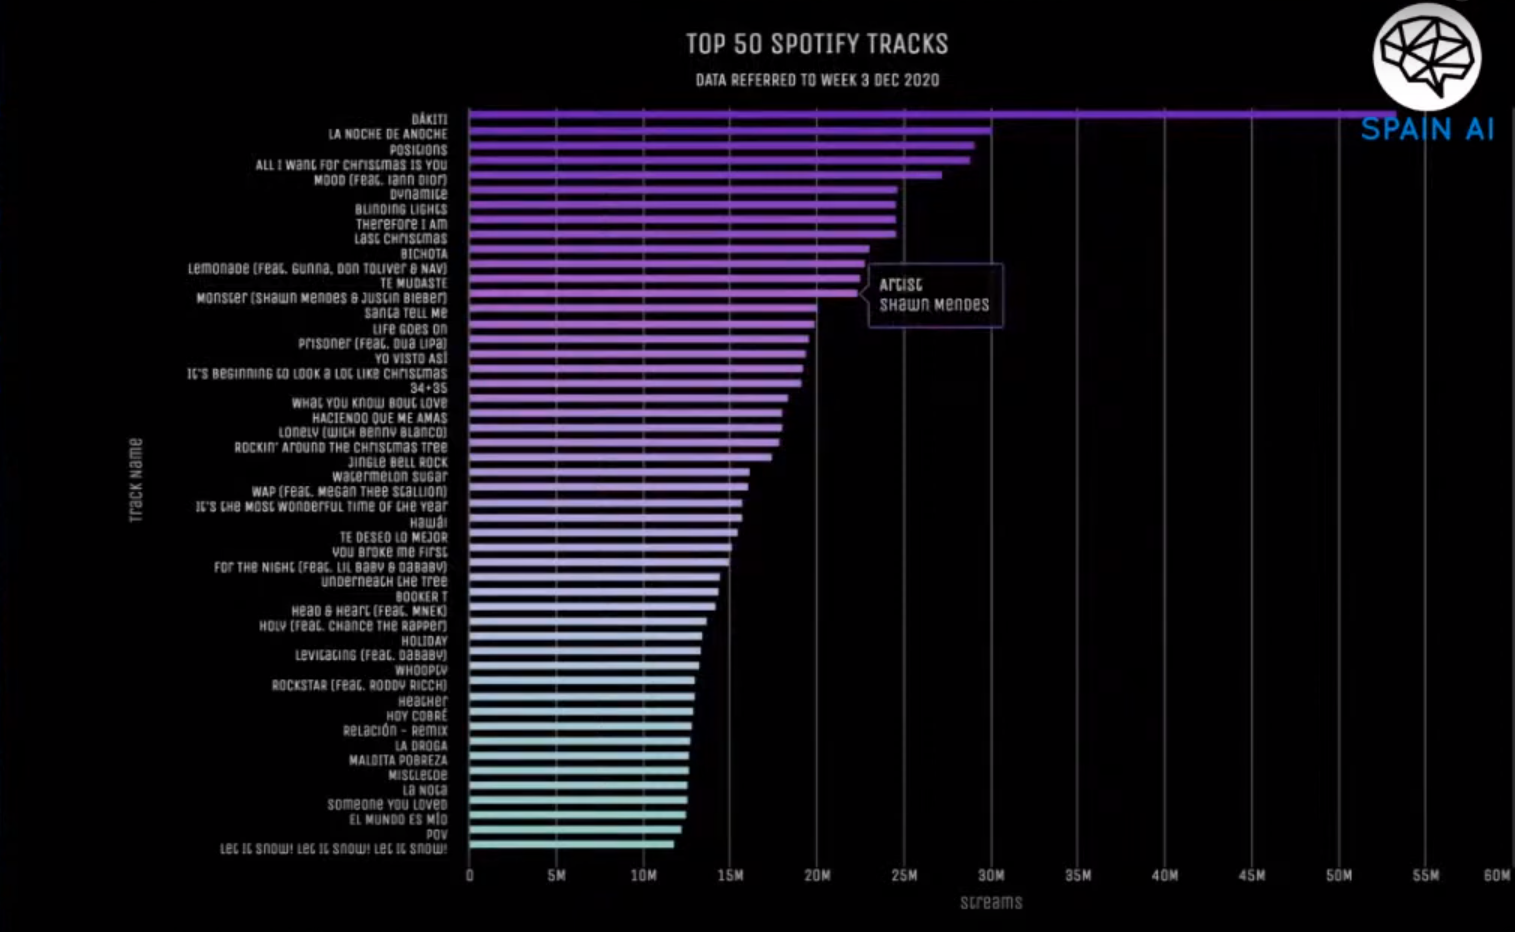 TOP 50 SPOTIFY TRACKS
DATA REFERRED TO WEEK 3 DEC 2020
SPAIN AI
DÁKITI
LA NOCHE DE ANOCHE
POSITIONS
ALL I WANT FOR CHRISTMAS IS YOU
MOOD (Feat. Iann Dior)
Dynamite
BLINDING LIGHTS
THEREFORE I AM
LAST CHRISTMAS
BICHOTA
Lemonade (Feat. Gunna, Don Toliver & NAV)
TE MUDASTE
Monster (Shawn Mendes & Justin Bieber)
Santa Tell Me
LIFE GOES ON
Prisoner (Feat. Dua Lipa)
YO VISTO ASÍ
It's Beginning to Look a Lot Like Christmas
34+35
What You Know Bout Love
HACIENDO QUE ME AMAS
Lonely (with Benny Blanco)
ROCKIN' Around The Christmas Tree
Jingle Bell Rock
Watermelon Sugar
WAP (Feat. Megan Thee Stallion)
It's the Most Wonderful Time of the Year
Hawái
TE DESEO LO MEJOR
you broke me first
For The Night (Feat. Lil Baby & DaBaby)
Underneath the Tree
BOOKER T
Head & Heart (Feat. MNEK)
Holy (Feat. Chance The Rapper)
HOLIDAY
Levitating (Feat. DaBaby)
WHOOPTY
ROCKSTAR (Feat. RODDY RICCH)
Heather
HOY COBRÉ
Relación - Remix
LA DROGA
MALDITA POBREZA
Mistletoe
La Nota
Someone You Loved
EL MUNDO ES MÍO
POV
Let It Snow! Let It Snow! Let It Snow!
Artist
Shawn Mendes
Track Name
0 5M 10M 15M 20M 25M 30M 35M 40M 45M 50M 55M 60M
Streams